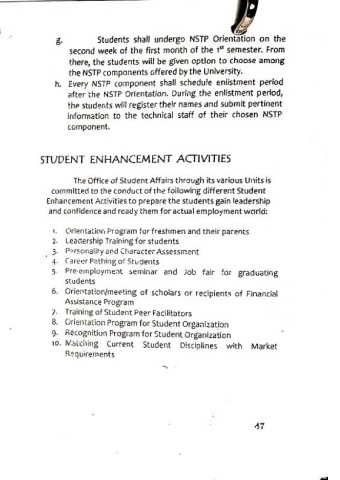 g. Students shall undergo NSTP Orientation on the
second week of the first month of the 1st semester. From
there, the students will be given option to choose among
the NSTP components offered by the University.
h. Every NSTP component shall schedule enlistment period
after the NSTP Orientation. During the enlistment period,
the students will register their names and submit pertinent
information to the technical staff of their chosen NSTP
component.
STUDENT ENHANCEMENT ACTIVITIES
The Office of Student Affairs through its various Units is
committed to the conduct of the following different Student
Enhancement Activities to prepare the students gain leadership
and confidence and ready them for actual employment world:
1. Orientation Program for freshmen and their parents
2. Leadership Training for students
3. Personality and Character Assessment
4. Career Pathing of Students
5. Pre-employment seminar and Job fair for graduating
students
6. Orientation/meeting of scholars or recipients of Financial
Assistance Program
7. Training of Student Peer Facilitators
8. Orientation Program for Student Organization
9. Recognition Program for Student Organization
10. Matching Current Student Disciplines with Market
Requirements
47